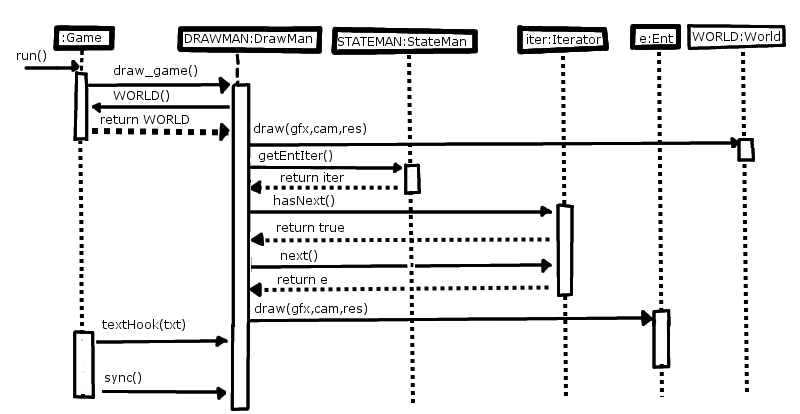 :Game
DRAWMAN:DrawMan
STATEMAN:StateMan
iter:Iterator
e:Ent
WORLD:World
run()
draw_game()
WORLD()
return WORLD
draw(gfx,cam,res)
getEntIter()
return iter
hasNext()
return true
next()
return e
draw(gfx,cam,res)
textHook(txt)
sync()